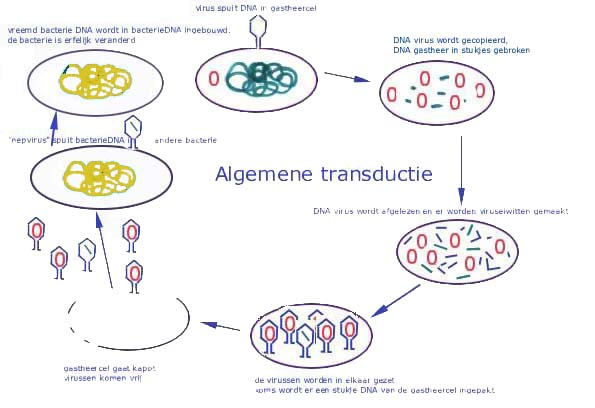 virus spuit DNA in gastheercel
vreemd bacterie DNA wordt in bacterieDNA ingebouwd.
de bacterie is erfelijk veranderd
DNA virus wordt gecopieerd,
DNA gastheer in stukjes gebroken
"nepvirus" spuit bacterieDNA in andere bacterie
Algemene transductie
DNA virus wordt afgelezen en er worden viruseiwitten gemaakt
gastheercel gaat kapot
virussen komen vrij
de virussen worden in elkaar gezet
soms wordt er een stukje DNA van de gastheercel ingepakt